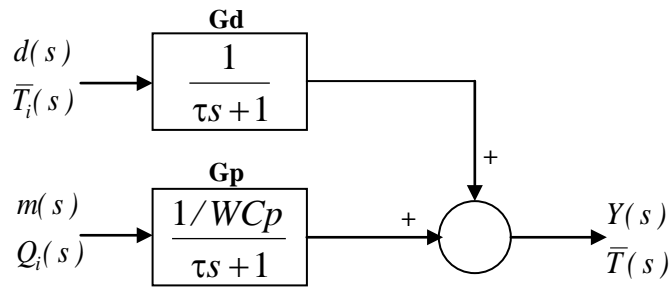 Gd
d(s)
T̅i(s)
1
τs+1
+
Gp
m(s)
Qi(s)
1/WCp
τs+1
+
Y(s)
T̅(s)